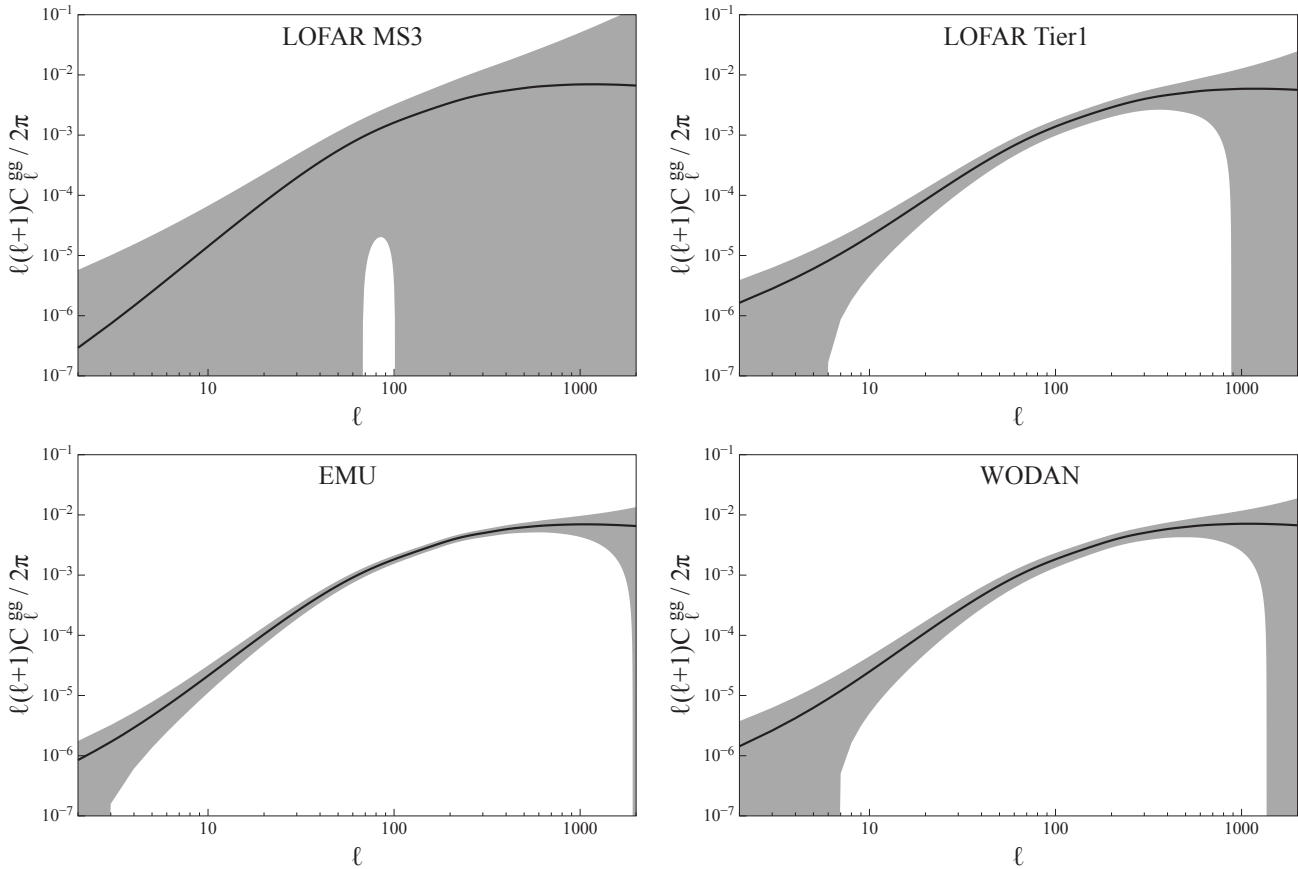 LOFAR MS3
10⁻¹
10⁻²
10⁻³
10⁻⁴
10⁻⁵
10⁻⁶
10⁻⁷
ℓ(ℓ+1)C_ℓ^gg / 2π
10 100 1000
ℓ
LOFAR Tier1
10⁻¹
10⁻²
10⁻³
10⁻⁴
10⁻⁵
10⁻⁶
10⁻⁷
ℓ(ℓ+1)C_ℓ^gg / 2π
10 100 1000
ℓ
EMU
10⁻¹
10⁻²
10⁻³
10⁻⁴
10⁻⁵
10⁻⁶
10⁻⁷
ℓ(ℓ+1)C_ℓ^gg / 2π
10 100 1000
ℓ
WODAN
10⁻¹
10⁻²
10⁻³
10⁻⁴
10⁻⁵
10⁻⁶
10⁻⁷
ℓ(ℓ+1)C_ℓ^gg / 2π
10 100 1000
ℓ